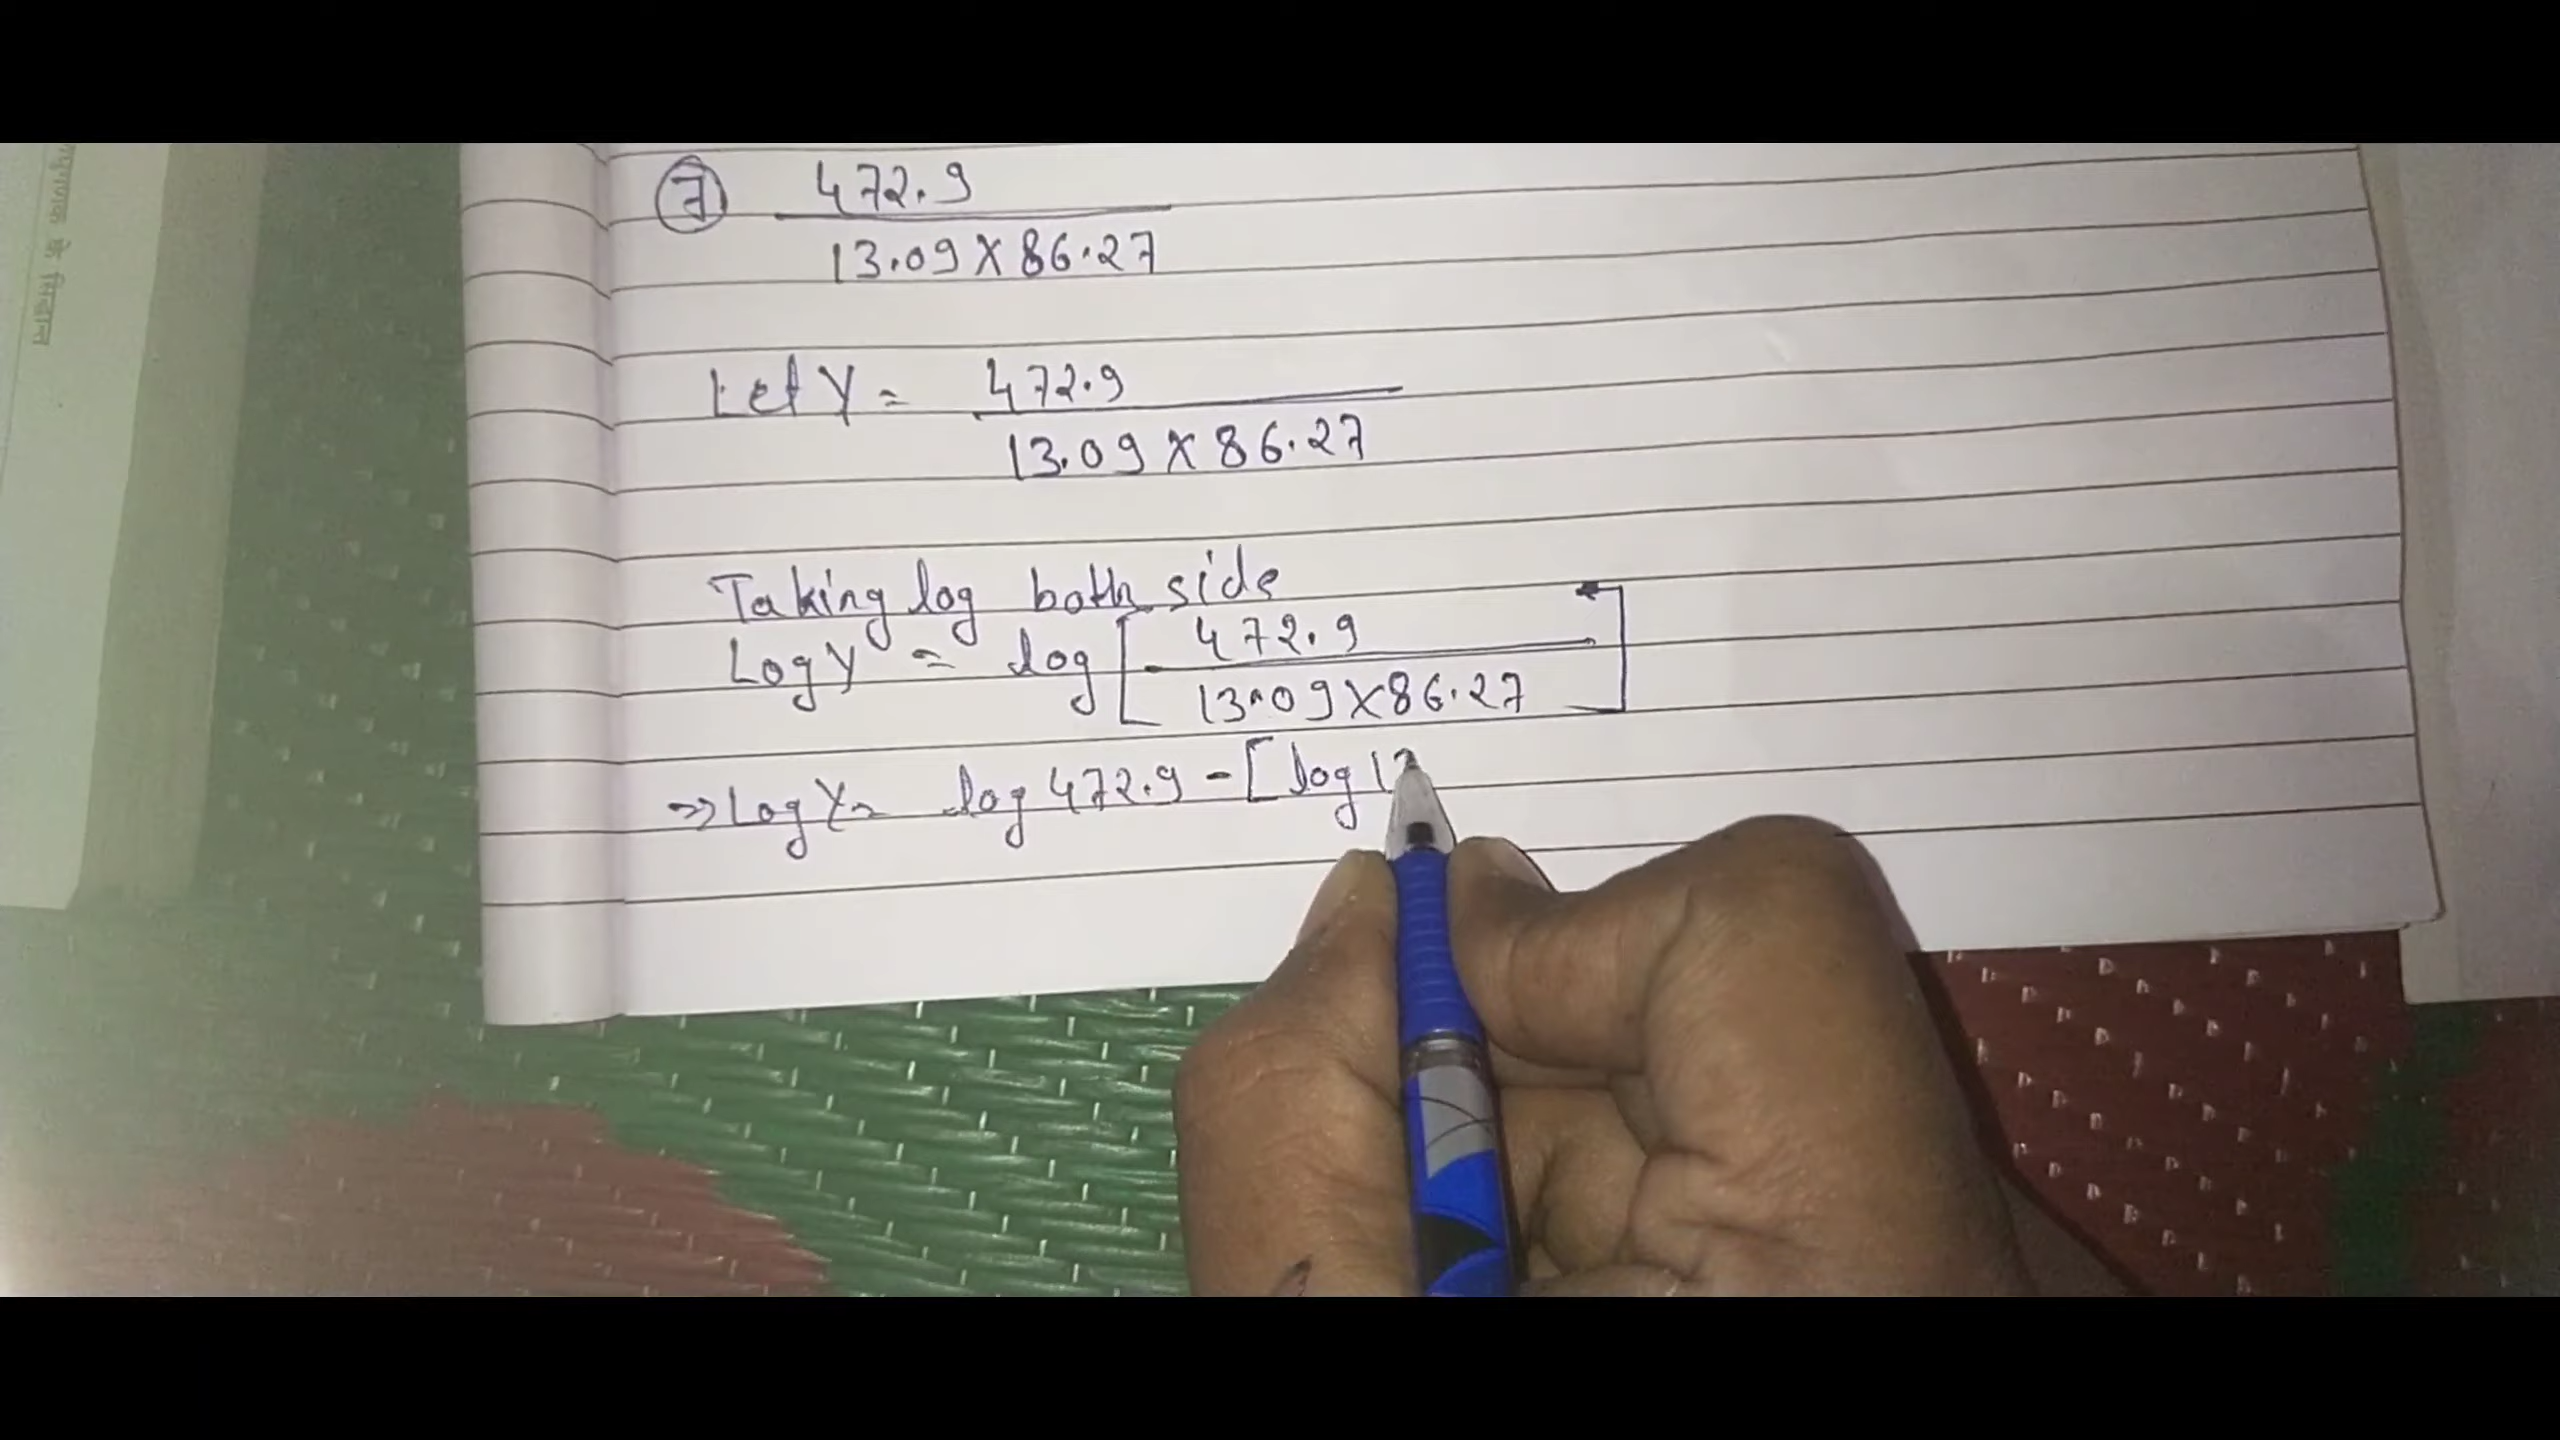 7 472.9
13.09 X 86.27
Let Y = 472.9
13.09 X 86.27
Taking log both side
Log Y = log [ 472.9
13.09 X 86.27 ]
⇒ Log Y = log 472.9 - [ log 13